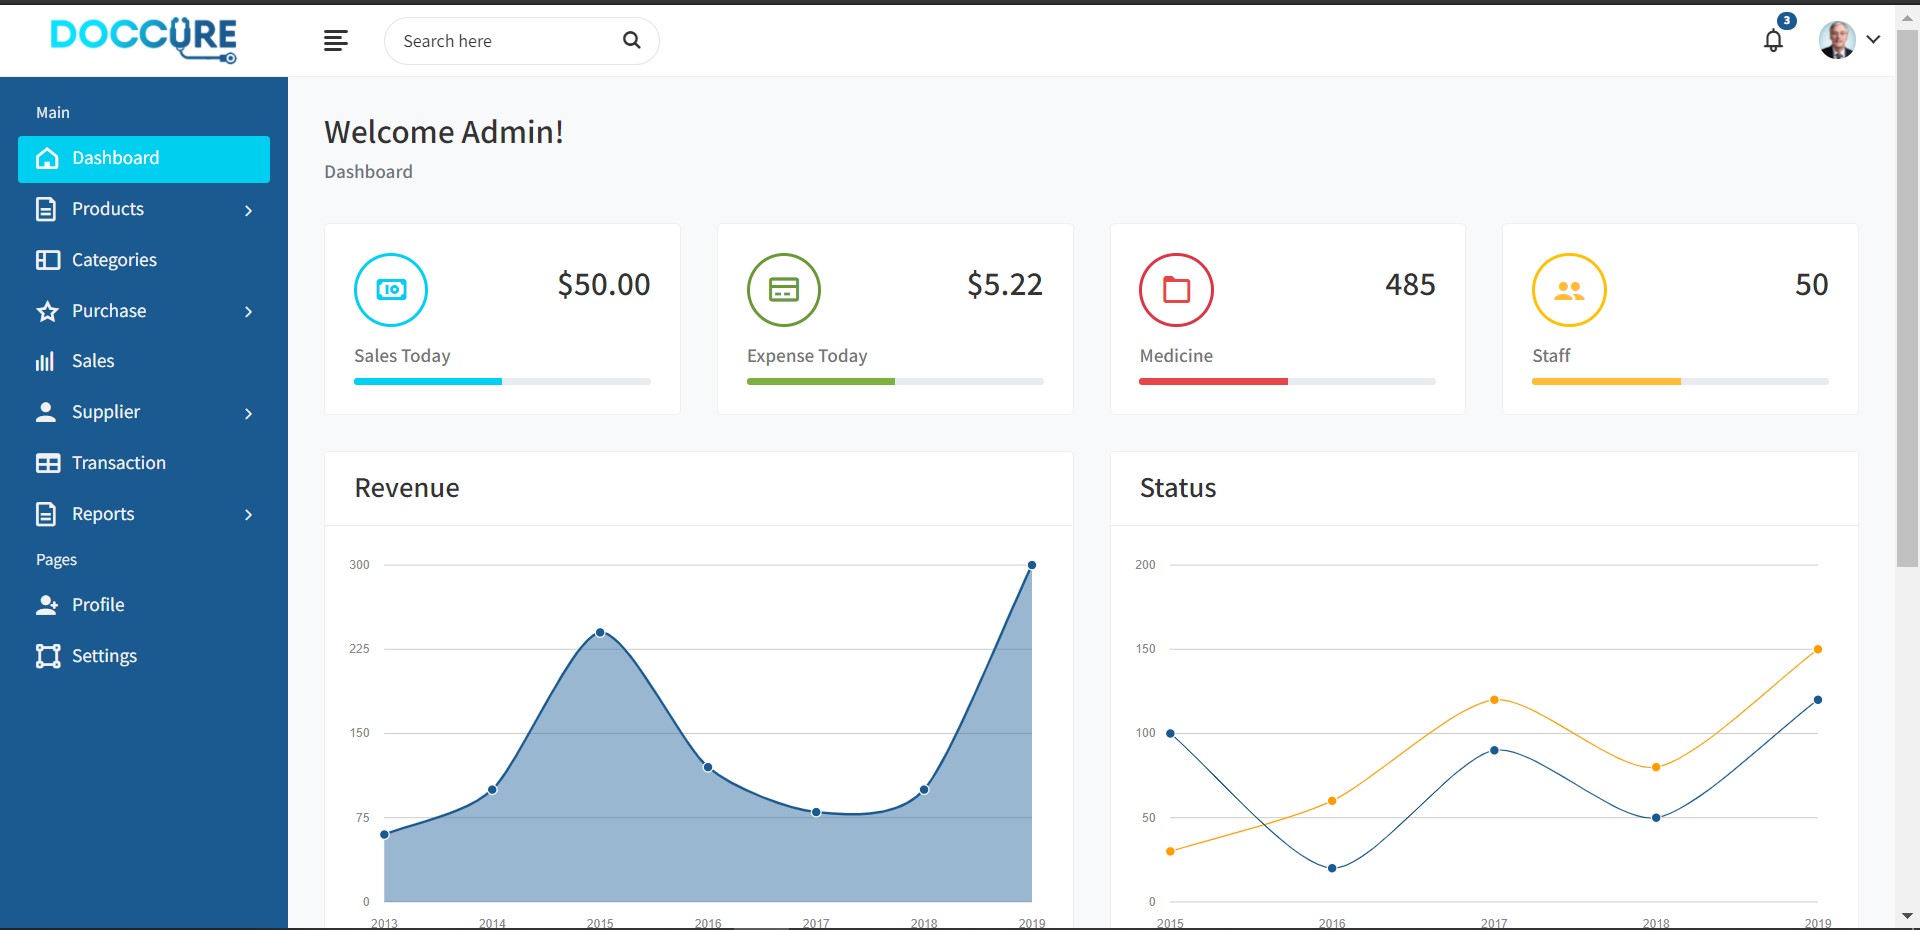 DOCCURE
Search here
3
Main
Dashboard
Products
Categories
Purchase
Sales
Supplier
Transaction
Reports
Pages
Profile
Settings
Welcome Admin!
Dashboard
$50.00
Sales Today
$5.22
Expense Today
485
Medicine
50
Staff
Revenue
300
225
150
75
0
2013 2014 2015 2016 2017 2018 2019
Status
200
150
100
50
0
2015 2016 2017 2018 2019